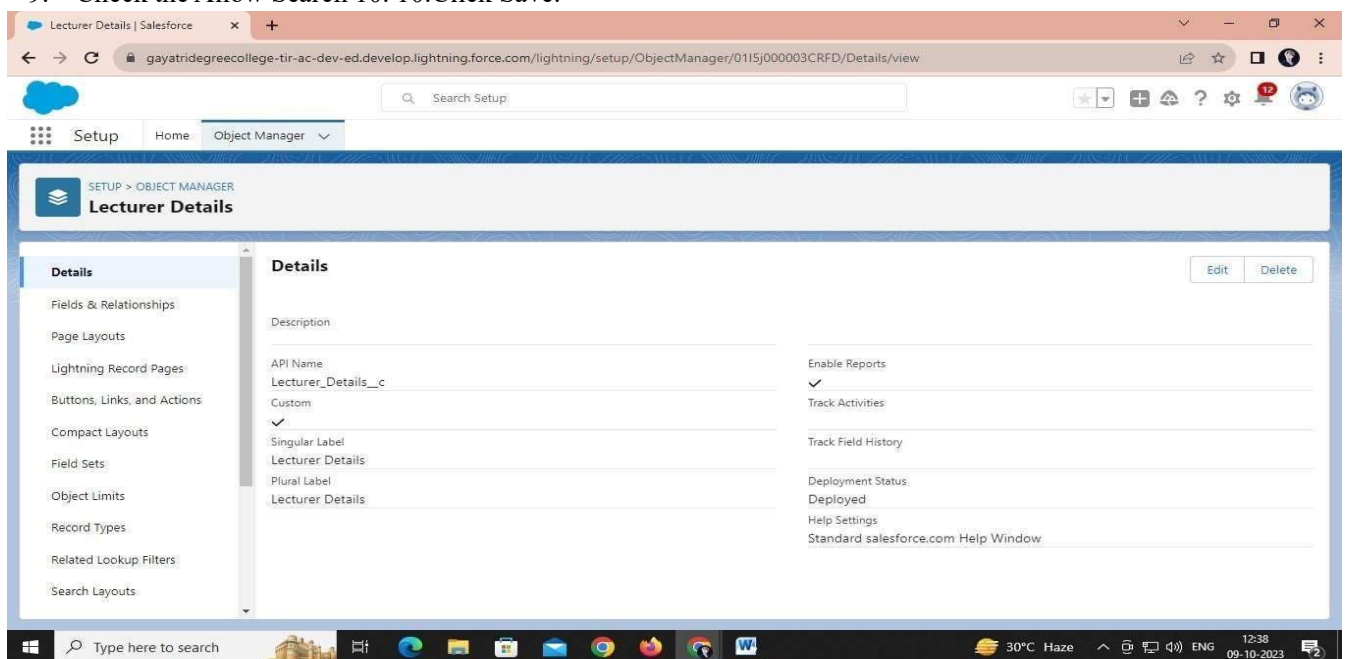 9. Check the Allow Search 10. 10.Click Save.
Lecturer Details | Salesforce
gayatridegreecollege-tir-ac-dev-ed.develop.lightning.force.com/lightning/setup/ObjectManager/01I5j000003CRFD/Details/view
Search Setup
12
Setup Home Object Manager
SETUP > OBJECT MANAGER
Lecturer Details
Details
Fields & Relationships
Page Layouts
Lightning Record Pages
Buttons, Links, and Actions
Compact Layouts
Field Sets
Object Limits
Record Types
Related Lookup Filters
Search Layouts
Details
Edit Delete
Description
API Name
Lecturer_Details__c
Custom
Singular Label
Lecturer Details
Plural Label
Lecturer Details
Enable Reports
Track Activities
Track Field History
Deployment Status
Deployed
Help Settings
Standard salesforce.com Help Window
Type here to search
W
30°C Haze
ENG
12:38
09-10-2023
2